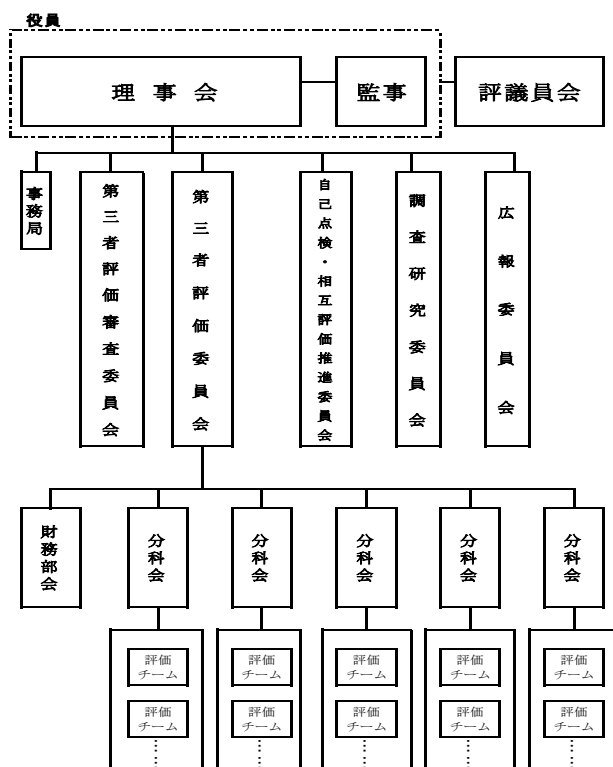 役員
理事会
監事
評議員会
事務局
第三者評価審査委員会
第三者評価委員会
自己点検・相互評価推進委員会
調査研究委員会
広報委員会
財務部会
分科会
分科会
分科会
分科会
分科会
評価
チーム
評価
チーム
評価
チーム
評価
チーム
評価
チーム
評価
チーム
評価
チーム
評価
チーム
評価
チーム
評価
チーム